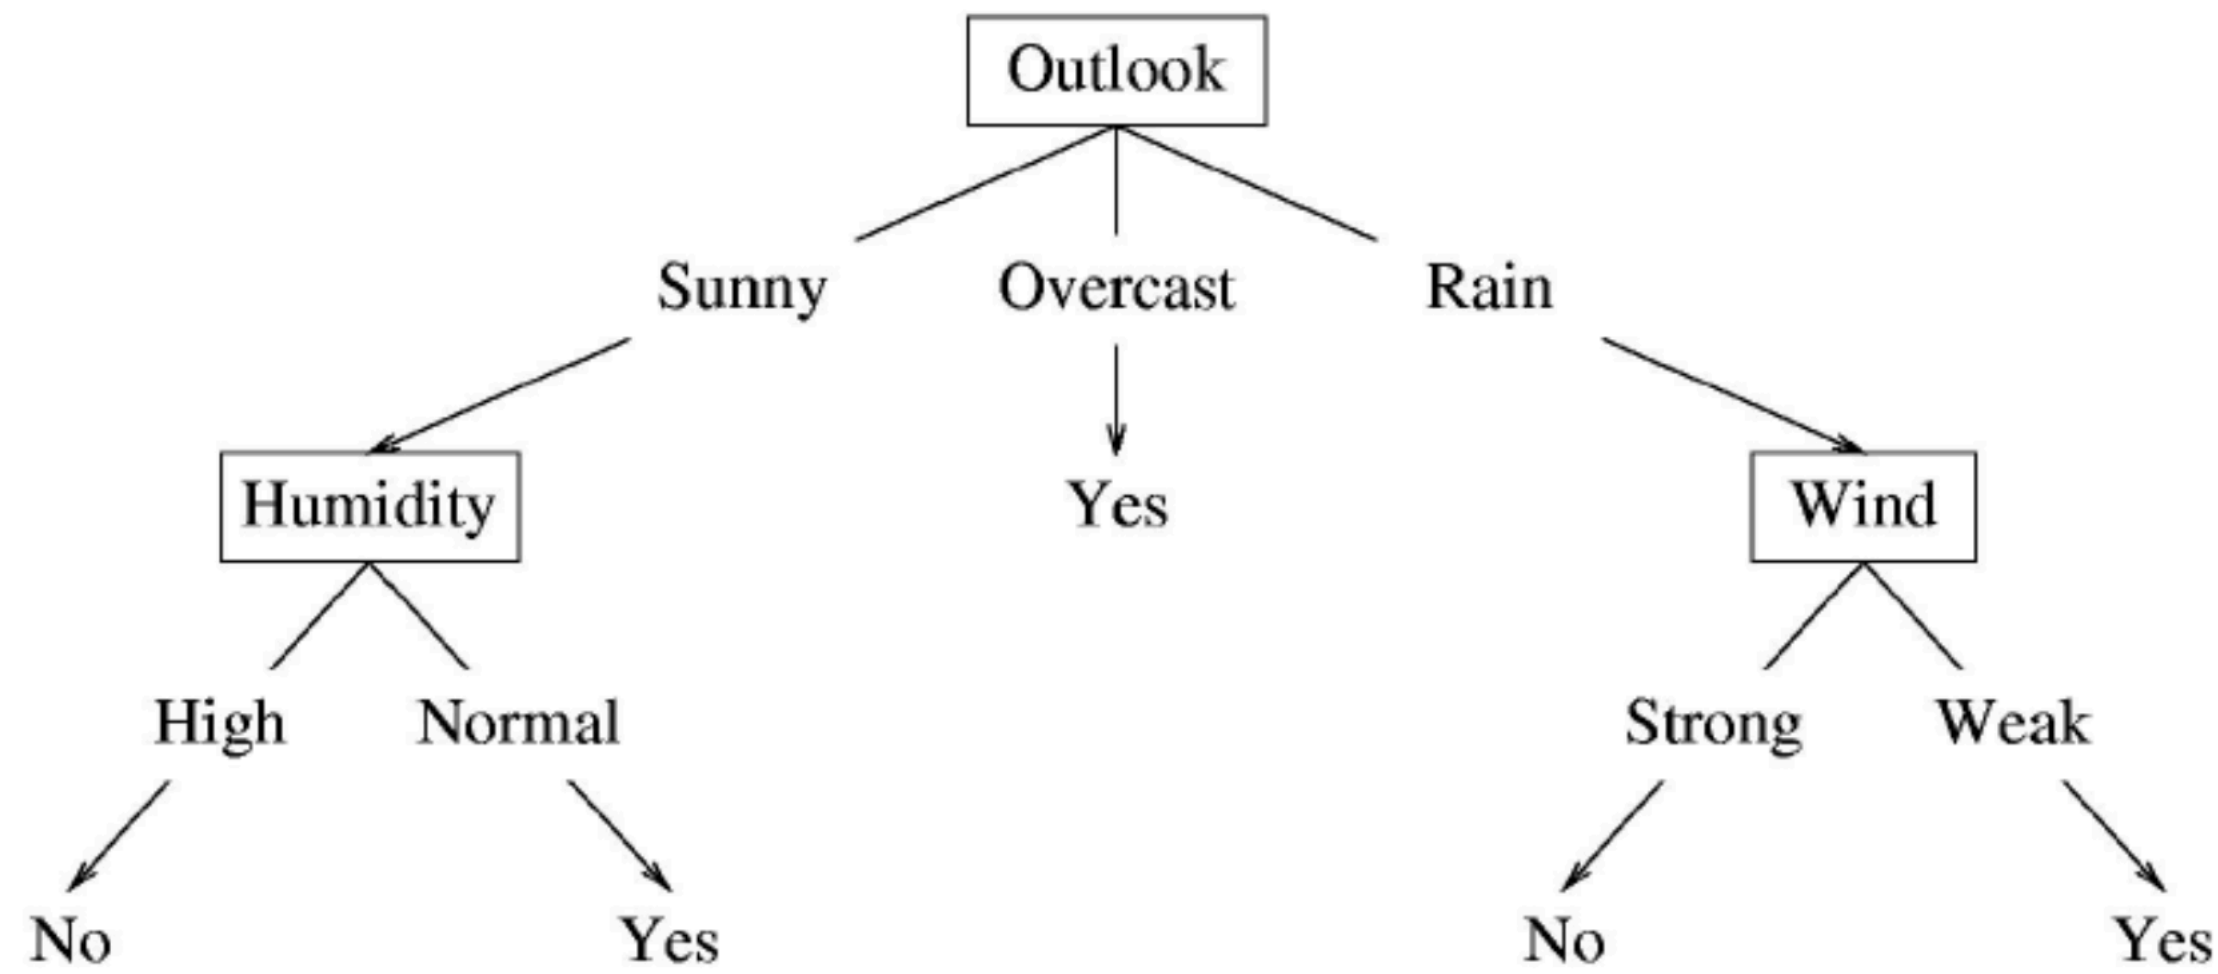 Outlook
Sunny Overcast Rain
Humidity Yes Wind
High Normal Strong Weak
No Yes No Yes